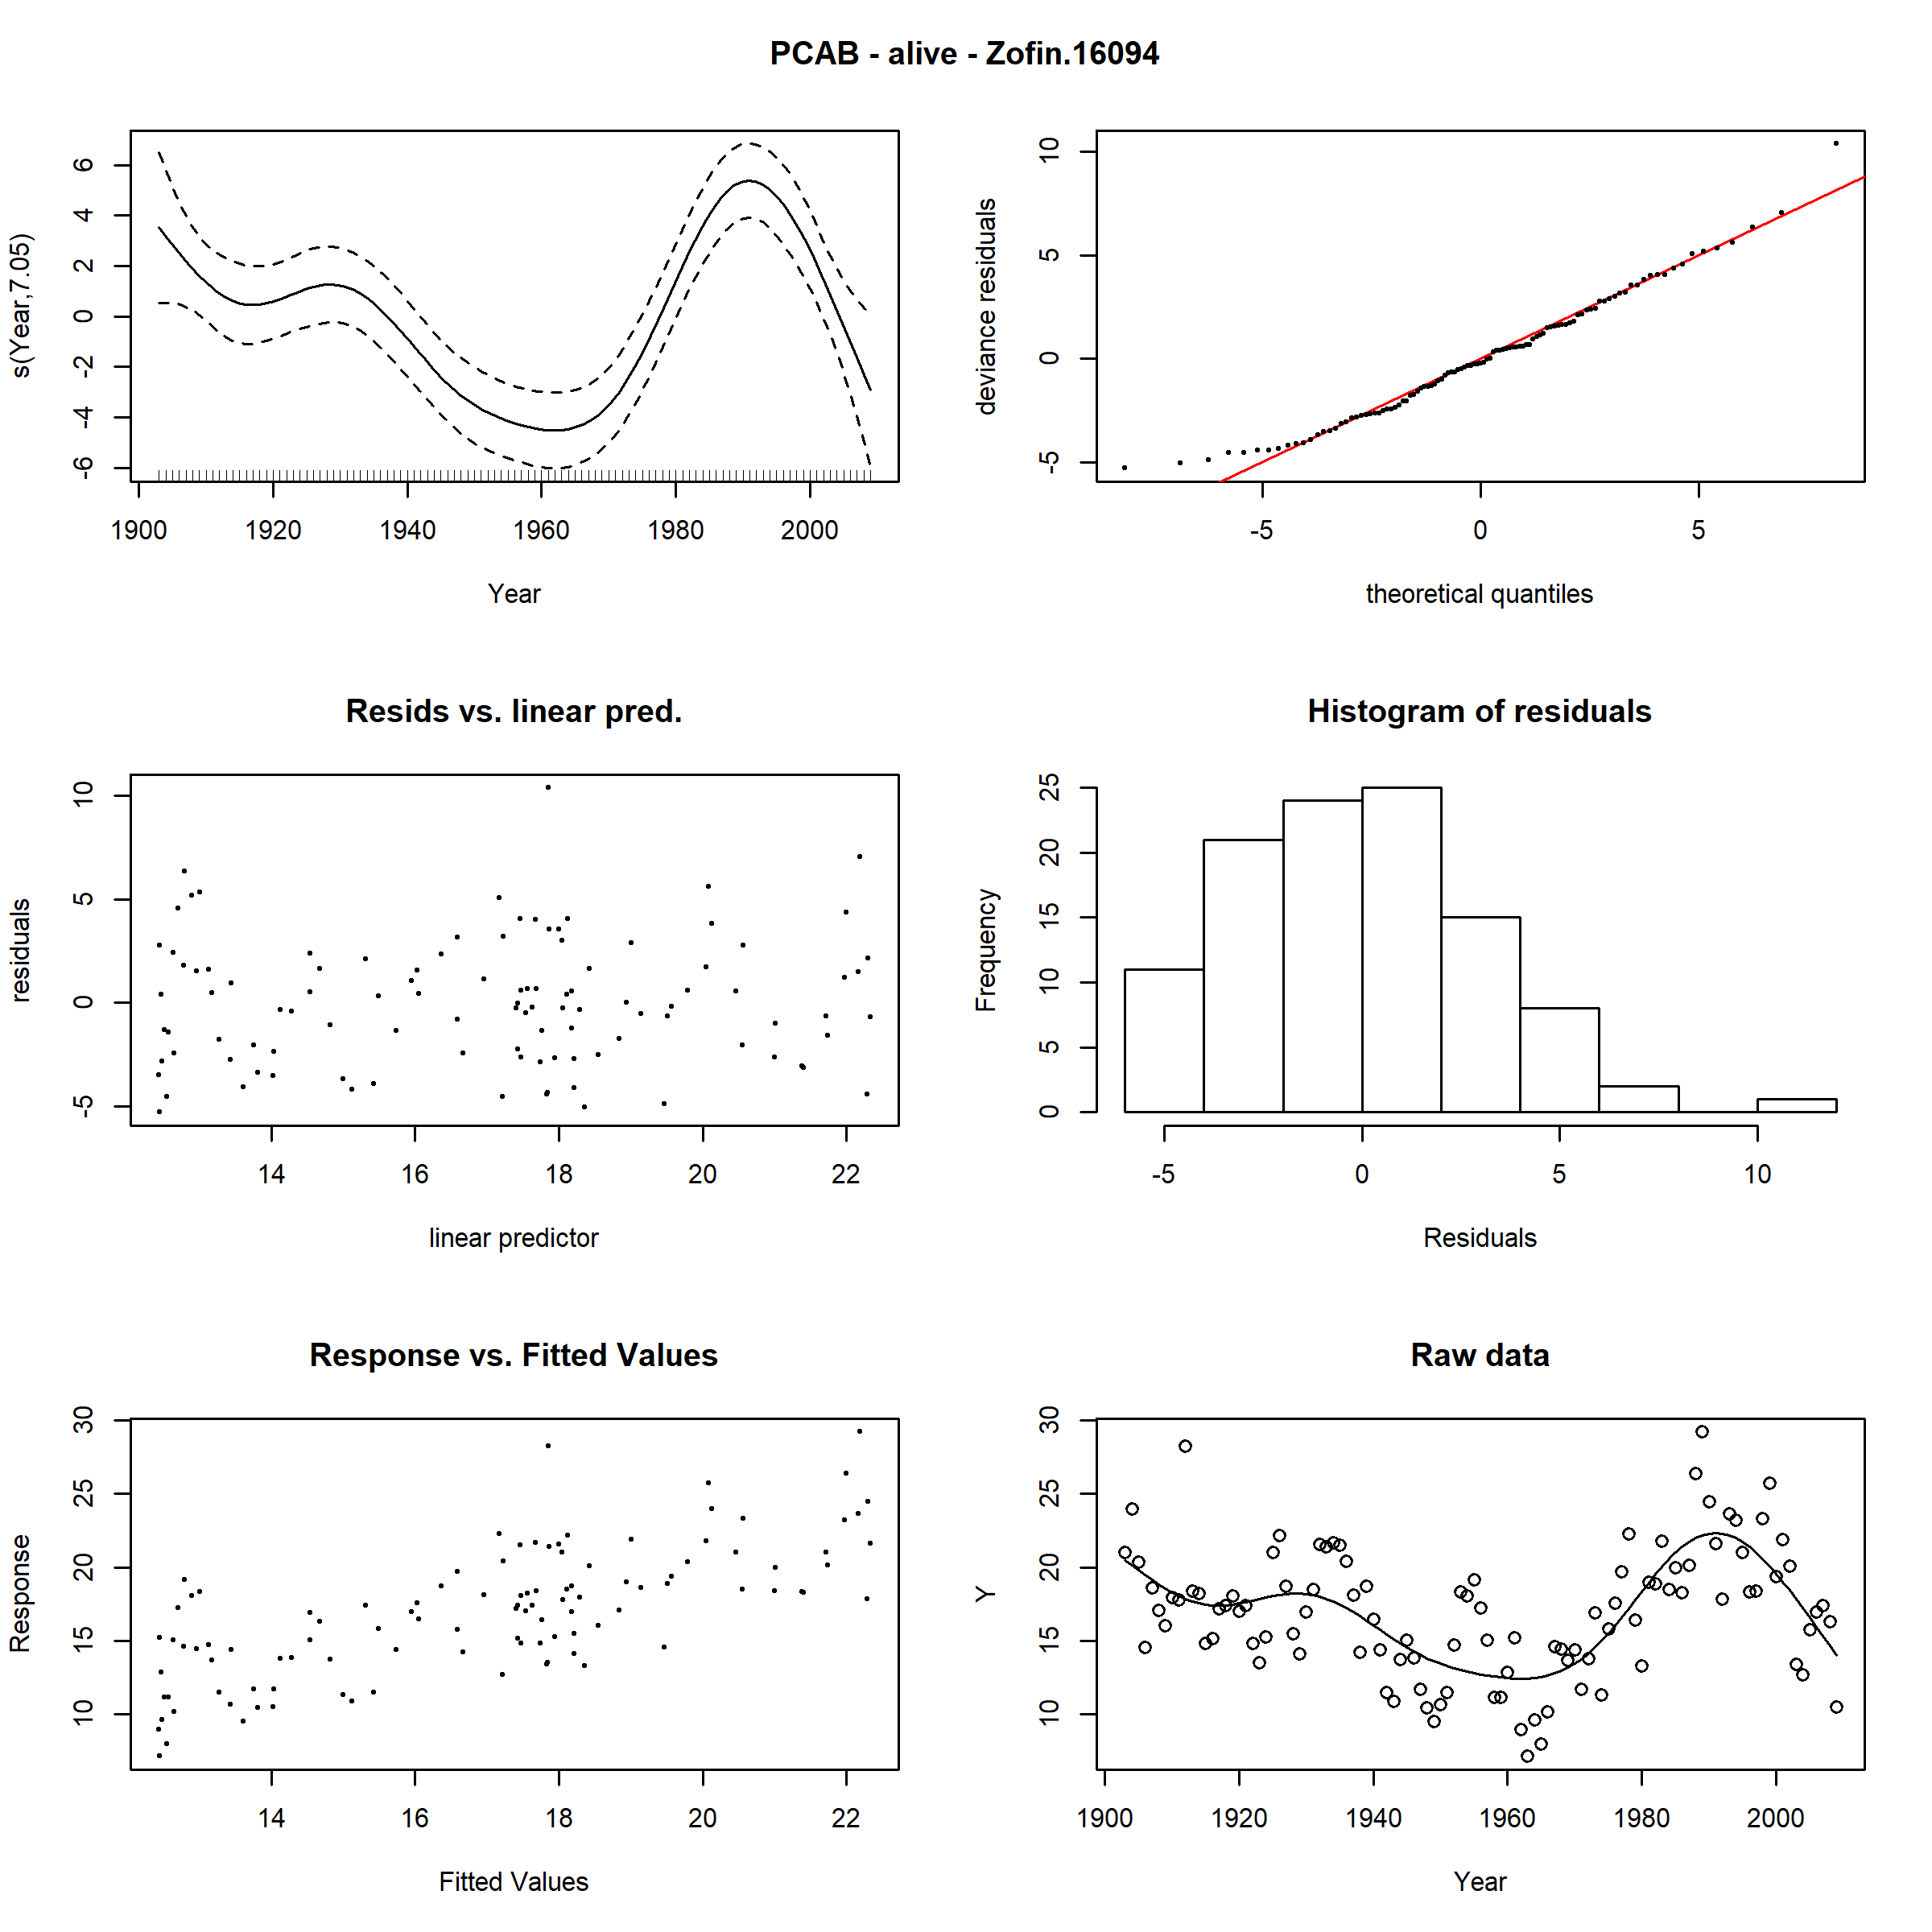 PCAB - alive - Zofin.16094
s(Year,7.05)
6
4
2
0
-2
-4
-6
1900 1920 1940 1960 1980 2000
Year
deviance residuals
10
5
0
-5
-5 0 5
theoretical quantiles
Resids vs. linear pred.
residuals
10
5
0
-5
14 16 18 20 22
linear predictor
Histogram of residuals
Frequency
25
20
15
10
5
0
-5 0 5 10
Residuals
Response vs. Fitted Values
Response
30
25
20
15
10
14 16 18 20 22
Fitted Values
Raw data
Y
30
25
20
15
10
1900 1920 1940 1960 1980 2000
Year